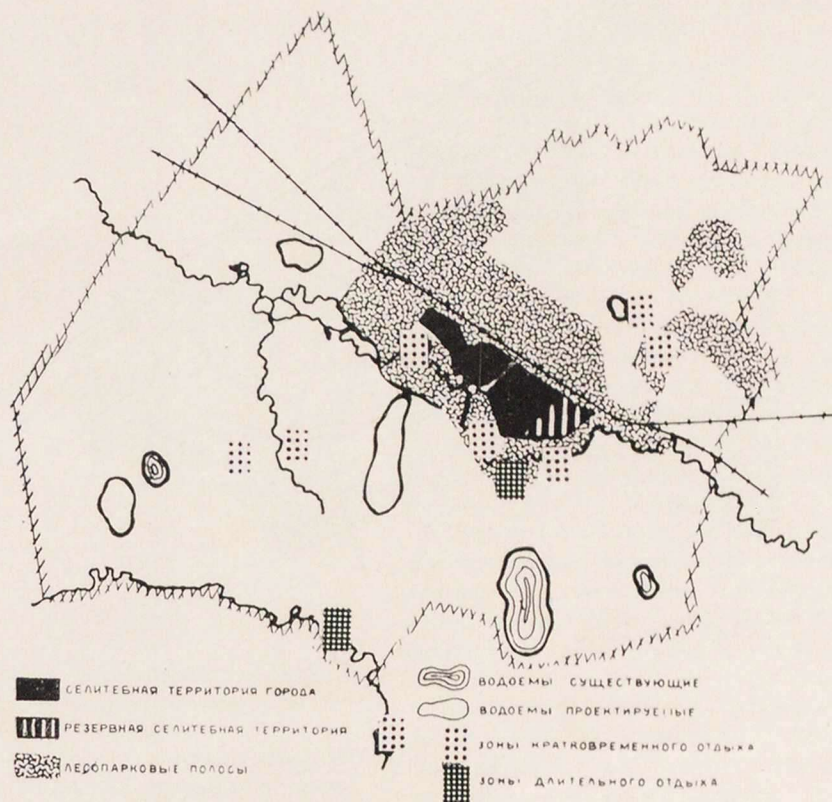 СЕЛИТЕБНАЯ ТЕРРИТОРИЯ ГОРОДА
РЕЗЕРВНАЯ СЕЛИТЕБНАЯ ТЕРРИТОРИЯ
ЛЕСОПАРКОВЫЕ ПОЛОСЫ
ВОДОЕМЫ СУЩЕСТВУЮЩИЕ
ВОДОЕМЫ ПРОЕКТИРУЕМЫЕ
ЗОНЫ КРАТКОВРЕМЕННОГО ОТДЫХА
ЗОНЫ ДЛИТЕЛЬНОГО ОТДЫХА